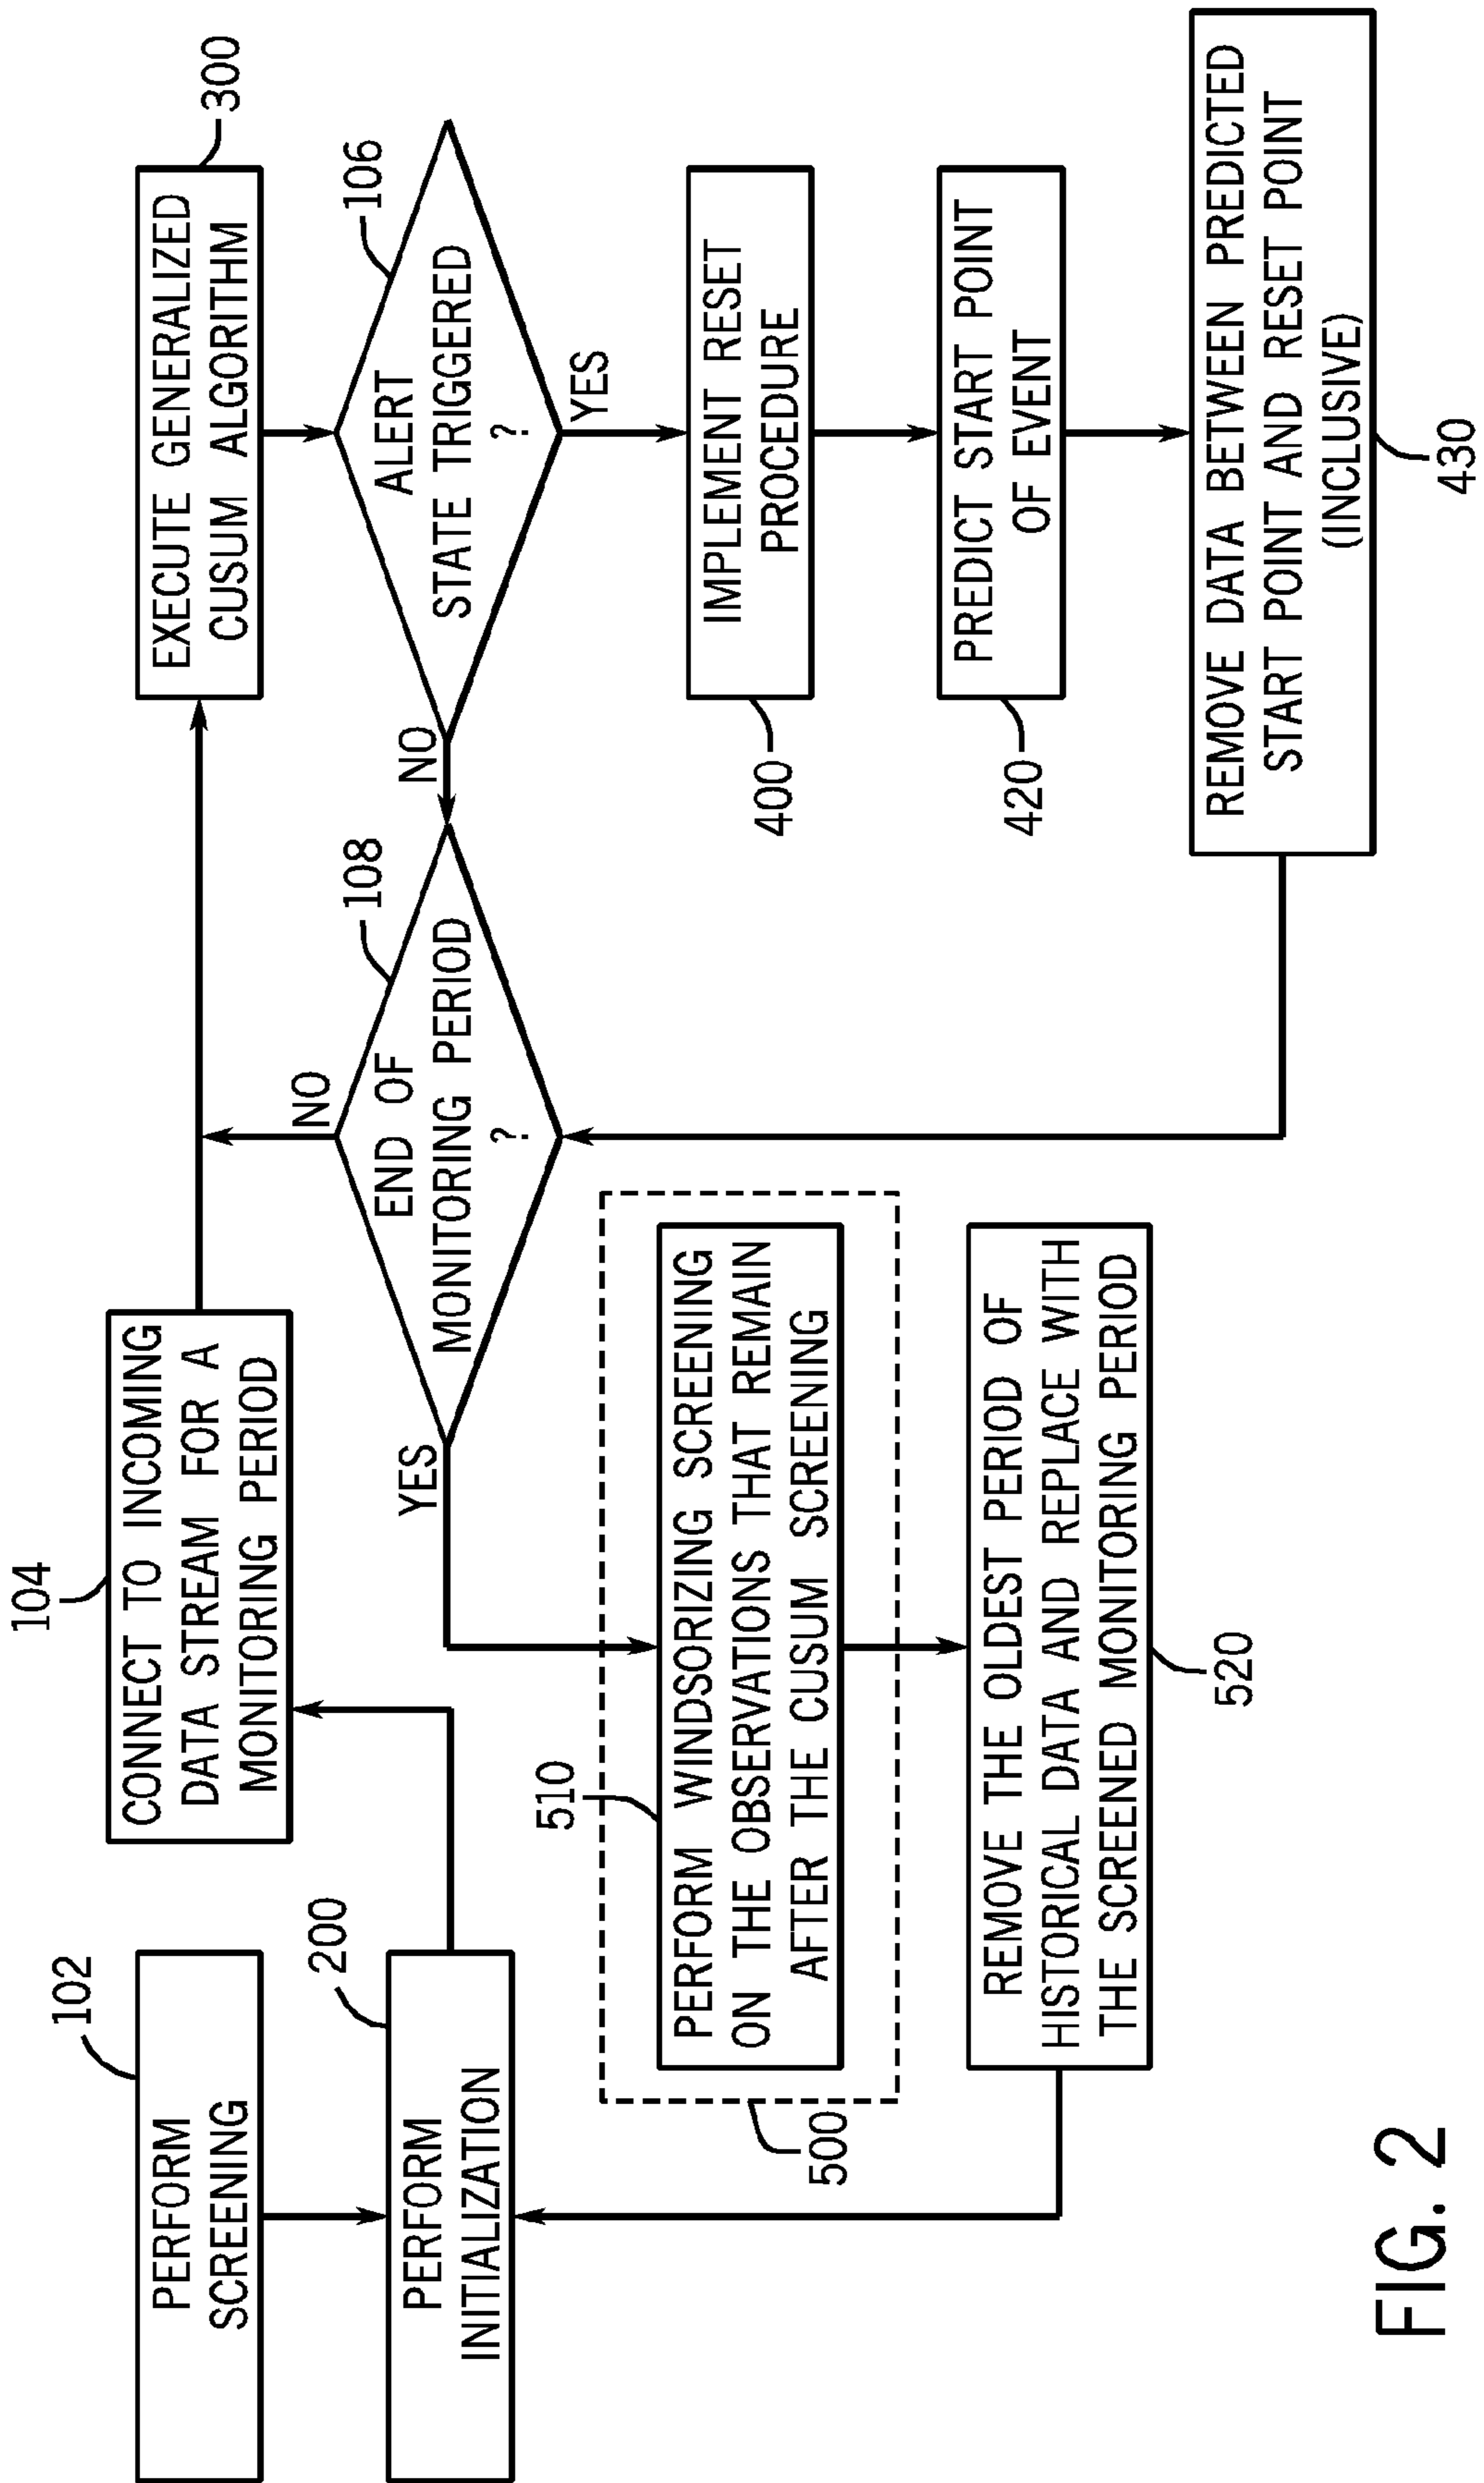 102
PERFORM
SCREENING
200
PERFORM
INITIALIZATION
104
CONNECT TO INCOMING
DATA STREAM FOR A
MONITORING PERIOD
300
EXECUTE GENERALIZED
CUSUM ALGORITHM
106
ALERT
STATE TRIGGERED
?
NO
YES
108
END OF
MONITORING PERIOD
?
NO
YES
400
IMPLEMENT RESET
PROCEDURE
420
PREDICT START POINT
OF EVENT
REMOVE DATA BETWEEN PREDICTED
START POINT AND RESET POINT
(INCLUSIVE)
430
510
PERFORM WINDSORIZING SCREENING
ON THE OBSERVATIONS THAT REMAIN
AFTER THE CUSUM SCREENING
500
REMOVE THE OLDEST PERIOD OF
HISTORICAL DATA AND REPLACE WITH
THE SCREENED MONITORING PERIOD
520
FIG. 2